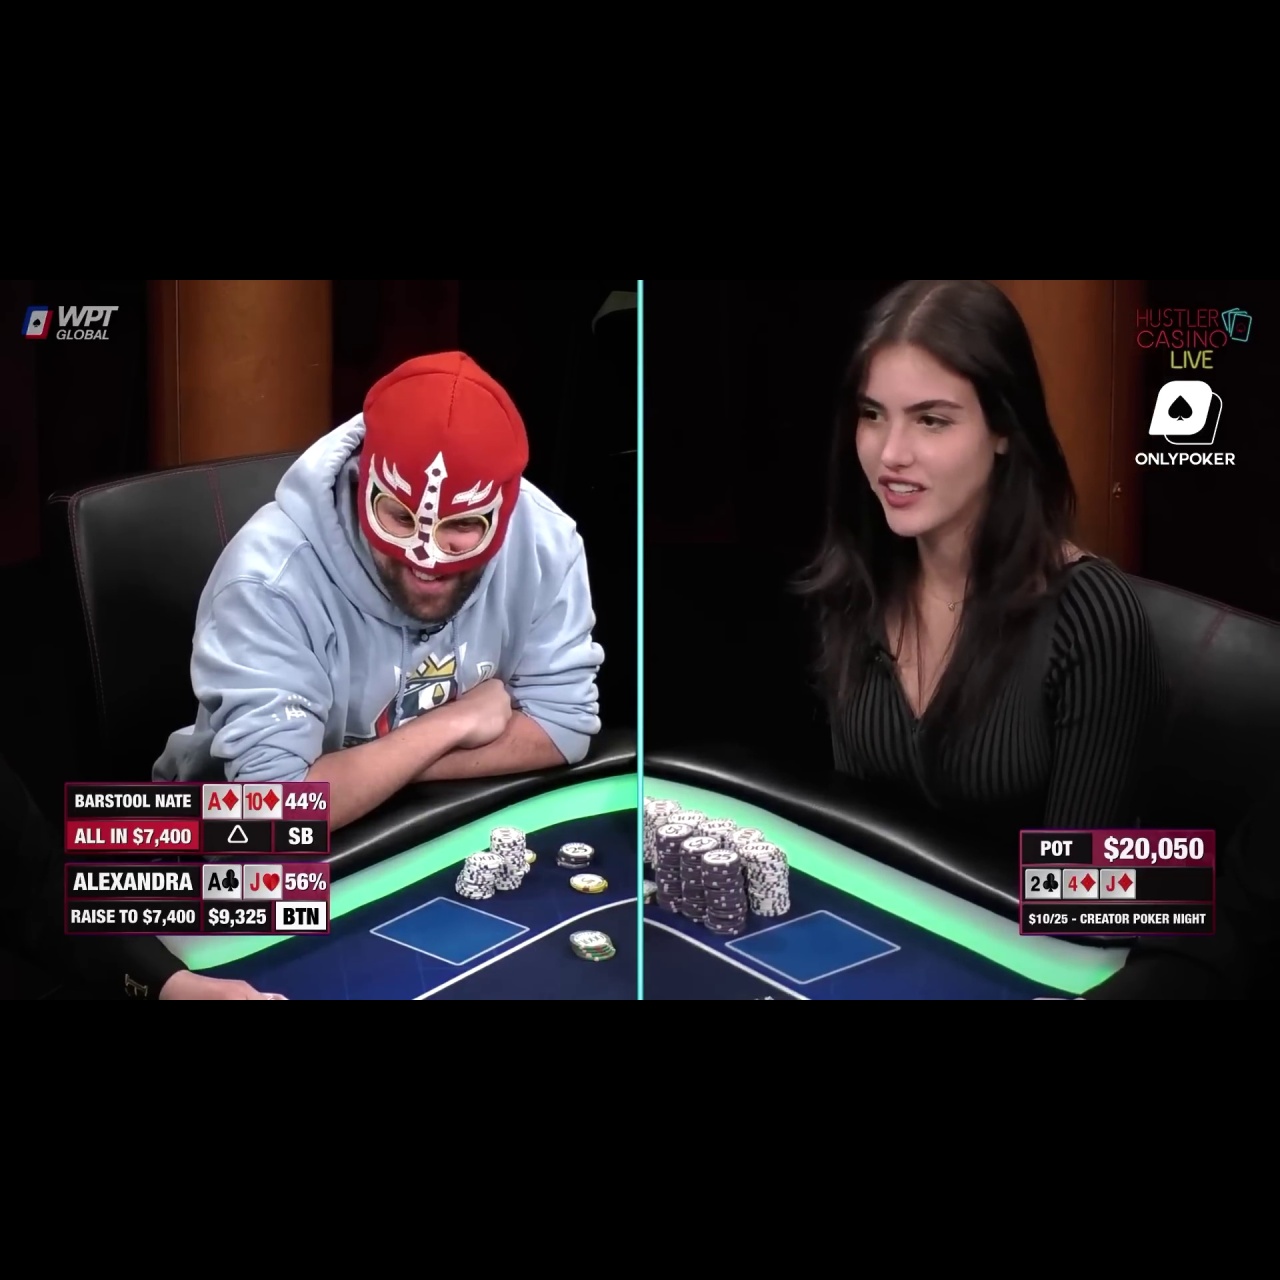 WPT
GLOBAL
HUSTLER
CASINO
LIVE
ONLYPOKER
BARSTOOL NATE A♦ 10♦ 44%
ALL IN $7,400 SB
ALEXANDRA A♣ J♥ 56%
RAISE TO $7,400 $9,325 BTN
POT $20,050
2♣ 4♦ J♦
$10/25 - CREATOR POKER NIGHT